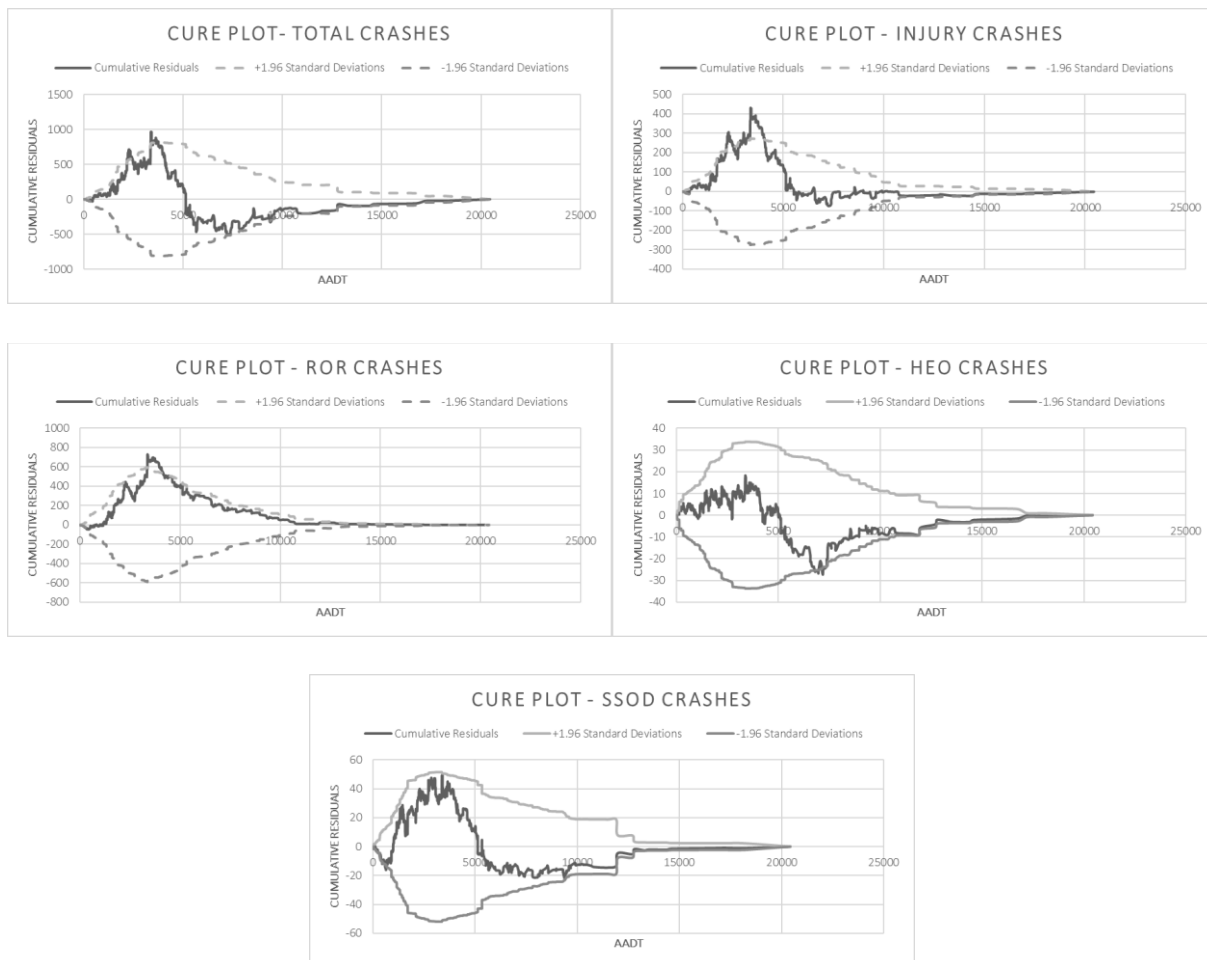 CURE PLOT- TOTAL CRASHES
Cumulative Residuals +1.96 Standard Deviations -1.96 Standard Deviations
CUMULATIVE RESIDUALS
1500
1000
500
0
-500
-1000
0 5000 10000 15000 20000 25000
AADT
CURE PLOT - INJURY CRASHES
Cumulative Residuals +1.96 Standard Deviations -1.96 Standard Deviations
CUMULATIVE RESIDUALS
500
400
300
200
100
0
-100
-200
-300
-400
0 5000 10000 15000 20000 25000
AADT
CURE PLOT - ROR CRASHES
Cumulative Residuals +1.96 Standard Deviations -1.96 Standard Deviations
CUMULATIVE RESIDUALS
1000
800
600
400
200
0
-200
-400
-600
-800
0 5000 10000 15000 20000 25000
AADT
CURE PLOT - HEO CRASHES
Cumulative Residuals +1.96 Standard Deviations -1.96 Standard Deviations
CUMULATIVE RESIDUALS
40
30
20
10
0
-10
-20
-30
-40
0 5000 10000 15000 20000 25000
AADT
CURE PLOT - SSOD CRASHES
Cumulative Residuals +1.96 Standard Deviations -1.96 Standard Deviations
CUMULATIVE RESIDUALS
60
40
20
0
-20
-40
-60
0 5000 10000 15000 20000 25000
AADT